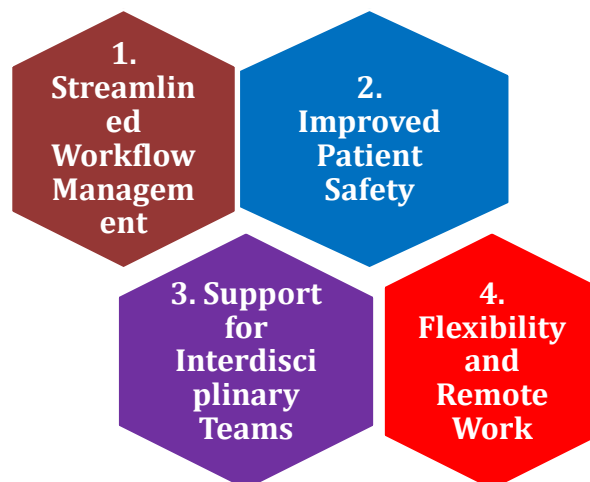 1.
Streamlin
ed
Workflow
Managem
ent
2.
Improved
Patient
Safety
3. Support
for
Interdisci
plinary
Teams
4.
Flexibility
and
Remote
Work